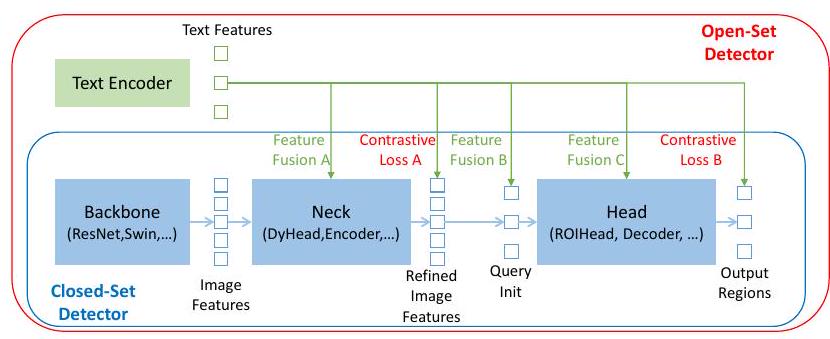 Text Features
Open-Set
Detector
Text Encoder
Feature
Fusion A
Contrastive
Loss A
Feature
Fusion B
Feature
Fusion C
Contrastive
Loss B
Backbone
(ResNet,Swin,...)
Neck
(DyHead,Encoder,...)
Head
(ROIHead, Decoder, ...)
Closed-Set
Detector
Image
Features
Refined
Image
Features
Query
Init
Output
Regions